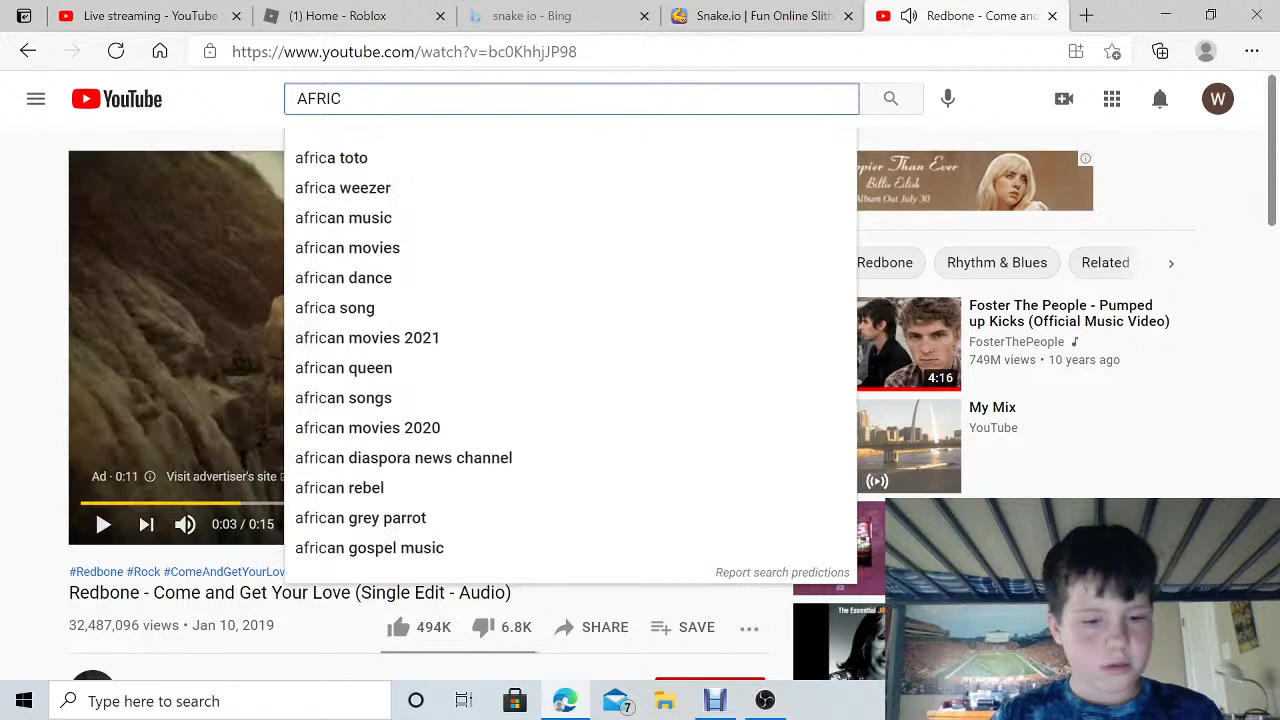 Live streaming - YouTube
(1) Home - Roblox
snake io - Bing
Snake.io | Fun Online Slith
Redbone - Come and
https://www.youtube.com/watch?v=bc0KhhjJP98
YouTube
AFRIC
W
africa toto
africa weezer
african music
african movies
african dance
africa song
african movies 2021
african queen
african songs
african movies 2020
african diaspora news channel
african rebel
african grey parrot
african gospel music
Report search predictions
Ad · 0:11
Visit advertiser's site
0:03 / 0:15
#Redbone #Rock #ComeAndGetYourLov
Redbone - Come and Get Your Love (Single Edit - Audio)
32,487,096 views • Jan 10, 2019
494K
6.8K
SHARE
SAVE
ppier Than Ever
Billie Eilish
Album Out July 30
Redbone
Rhythm & Blues
Related
Foster The People - Pumped
up Kicks (Official Music Video)
FosterThePeople
749M views • 10 years ago
4:16
My Mix
YouTube
The Essential
Type here to search
7